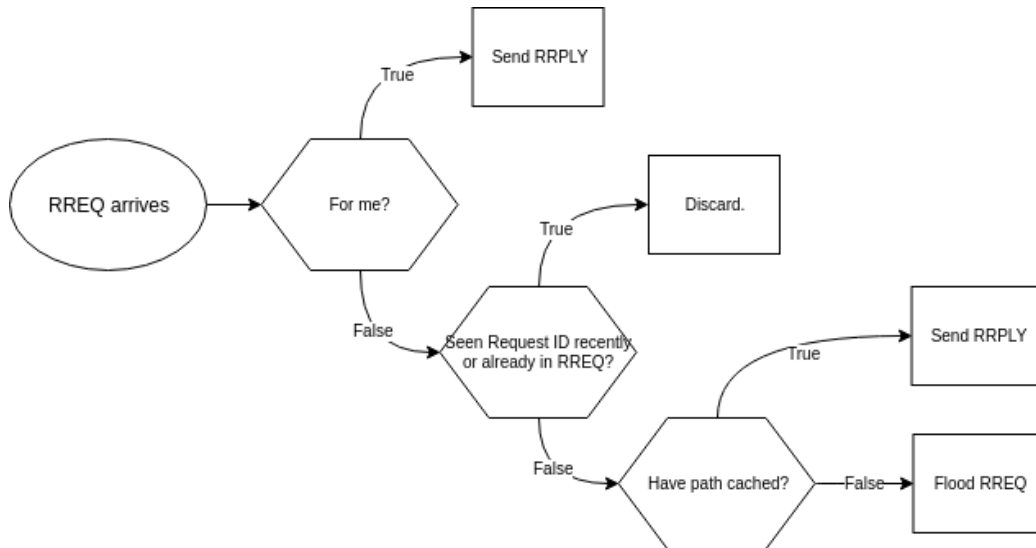 Send RRPLY
True
RREQ arrives
For me?
Discard.
True
False
Seen Request ID recently
or already in RREQ?
Send RRPLY
True
False
Have path cached?
False
Flood RREQ